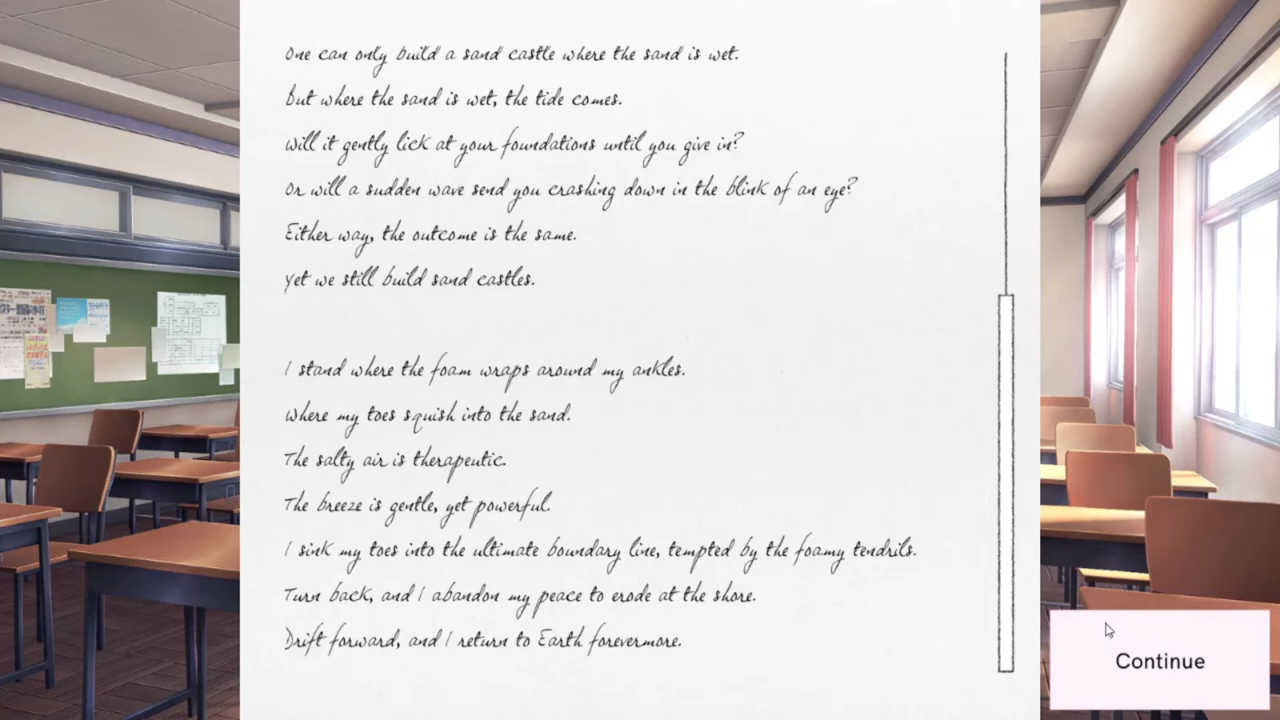 One can only build a sand castle where the sand is wet.
But where the sand is wet, the tide comes.
Will it gently lick at your foundations until you give in?
Or will a sudden wave send you crashing down in the blink of an eye?
Either way, the outcome is the same.
Yet we still build sand castles.
I stand where the foam wraps around my ankles.
Where my toes squish into the sand.
The salty air is therapeutic.
The breeze is gentle, yet powerful.
I sink my toes into the ultimate boundary line, tempted by the foamy tendrils.
Turn back, and I abandon my peace to erode at the shore.
Drift forward, and I return to Earth forevermore.
Continue